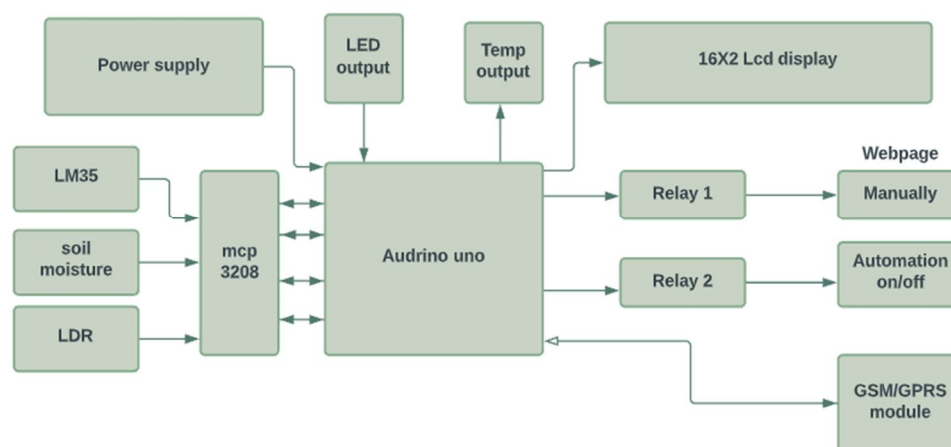 Power supply
LED
output
Temp
output
16X2 Lcd display
LM35
soil
moisture
LDR
mcp
3208
Audrino uno
Relay 1
Relay 2
Webpage
Manually
Automation
on/off
GSM/GPRS
module